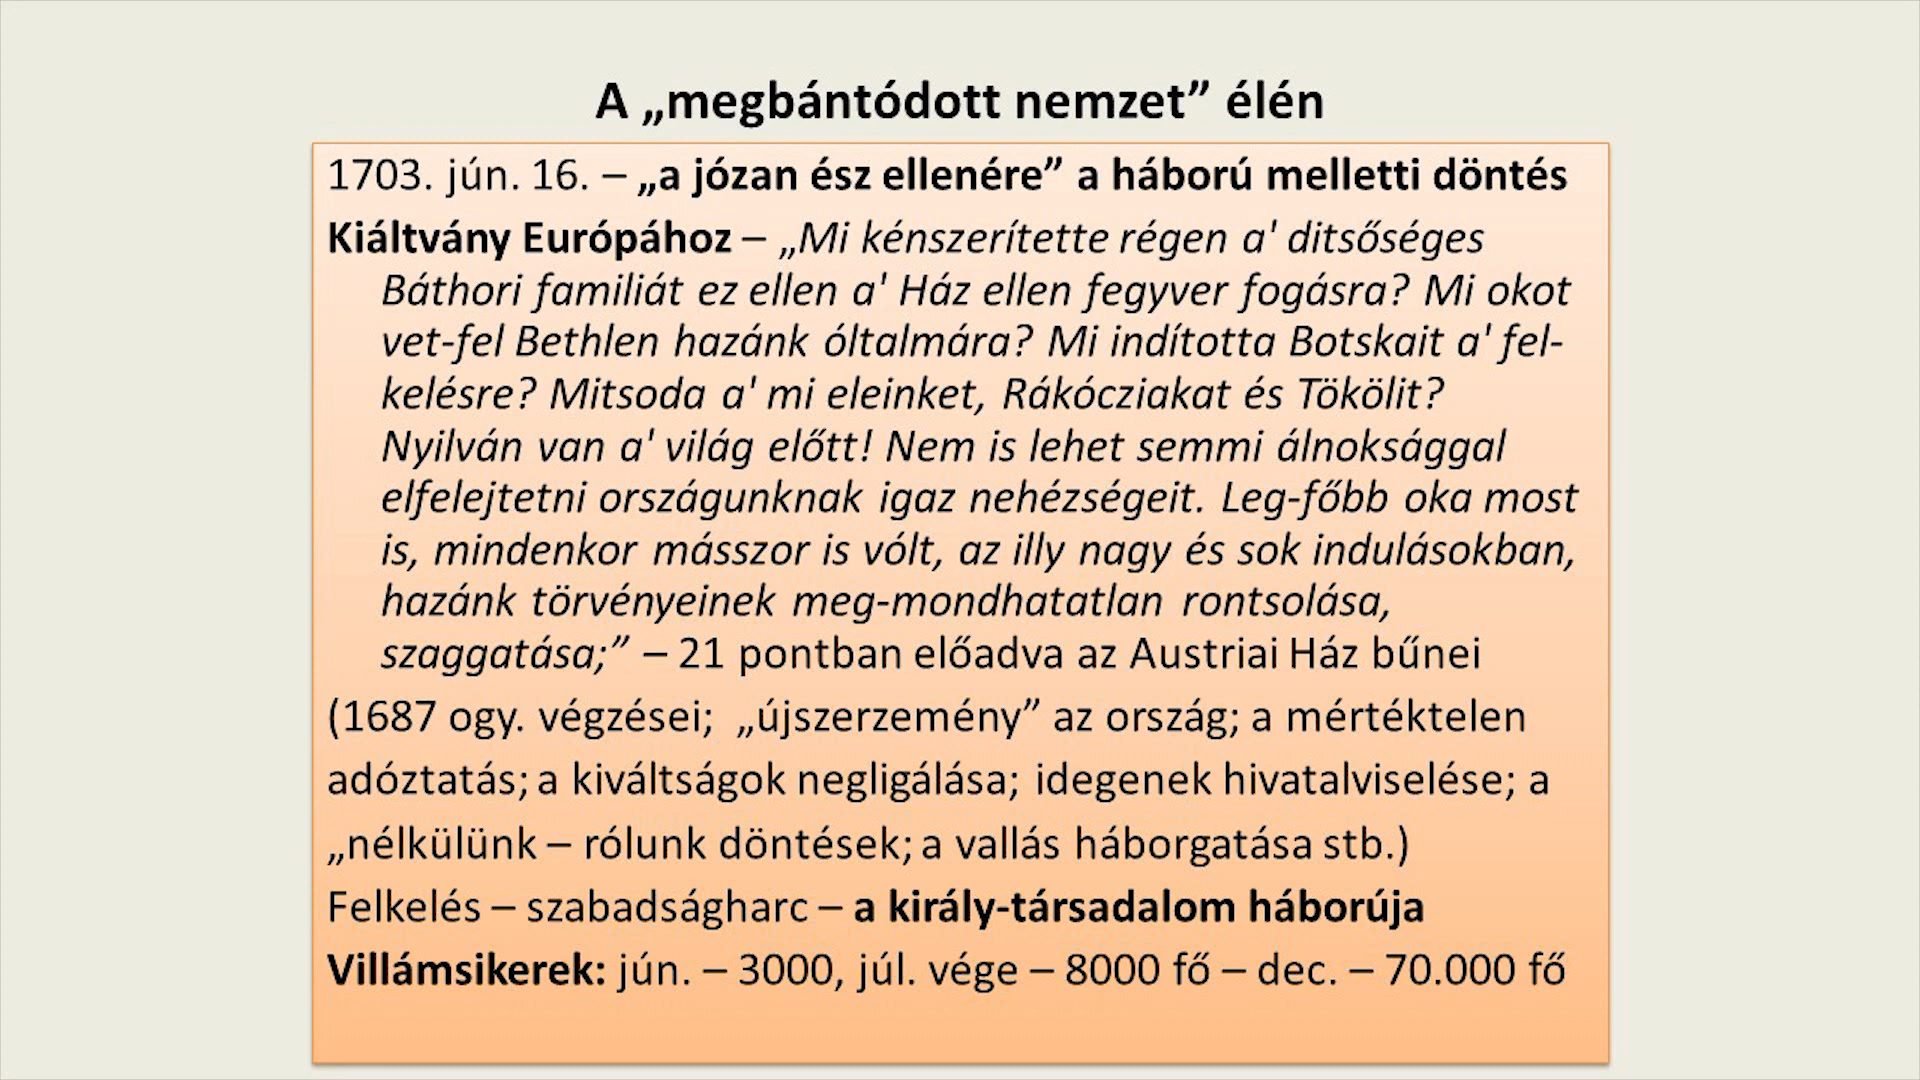 A „megbántódott nemzet” élén
1703. jún. 16. – „a józan ész ellenére” a háború melletti döntés
Kiáltvány Európához – „Mi kénszerítette régen a' ditsőséges
Báthori familiát ez ellen a' Ház ellen fegyver fogásra? Mi okot
vet-fel Bethlen hazánk óltalmára? Mi indította Botskait a' fel-
kelésre? Mitsoda a' mi eleinket, Rákócziakat és Tökölit?
Nyilván van a' világ előtt! Nem is lehet semmi álnoksággal
elfelejtetni országunknak igaz nehézségeit. Leg-főbb oka most
is, mindenkor másszor is vólt, az illy nagy és sok indulásokban,
hazánk törvényeinek meg-mondhatatlan rontsolása,
szaggatása;” – 21 pontban előadva az Austriai Ház bűnei
(1687 ogy. végzései; „újszerzemény” az ország; a mértéktelen
adóztatás; a kiváltságok negligálása; idegenek hivatalviselése; a
„nélkülünk – rólunk döntések; a vallás háborgatása stb.)
Felkelés – szabadságharc – a király-társadalom háborúja
Villámsikerek: jún. – 3000, júl. vége – 8000 fő – dec. – 70.000 fő